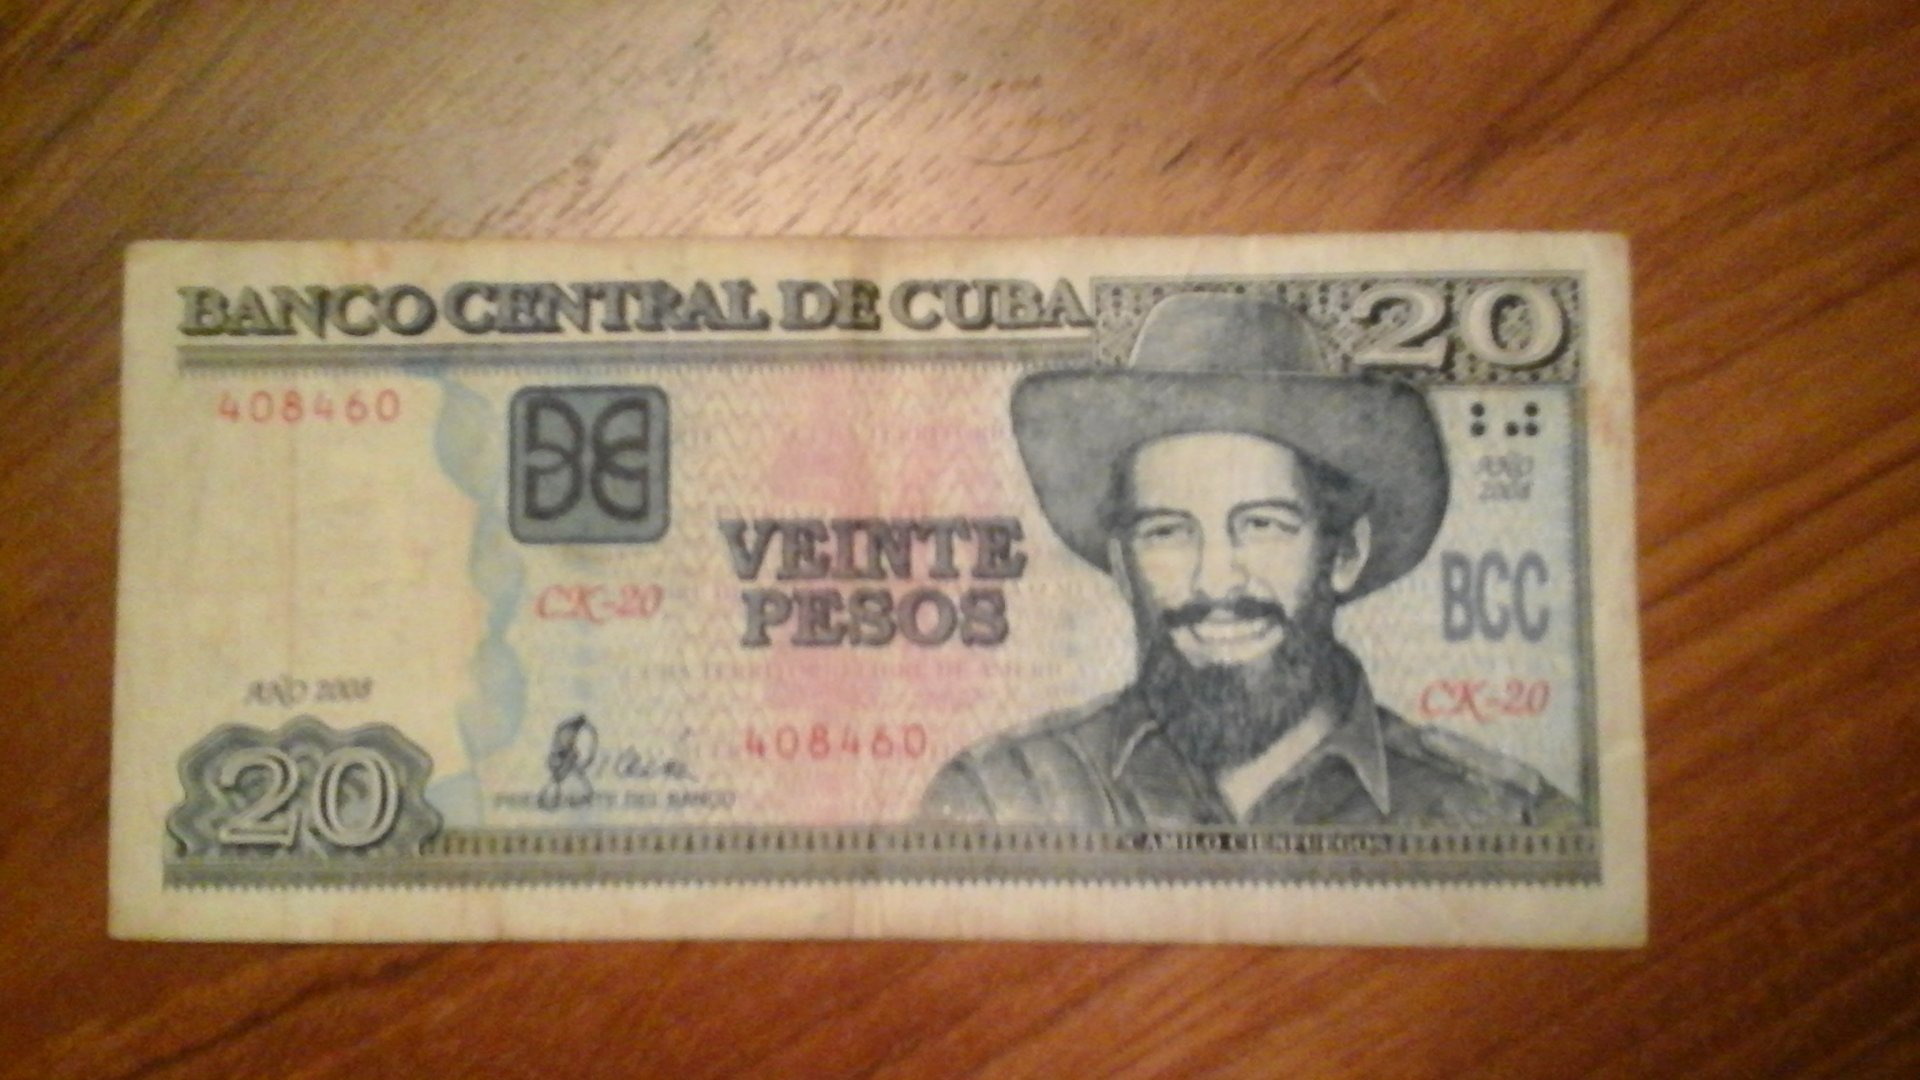 BANCO CENTRAL DE CUBA
20
408460
AÑO
2008
VEINTE
PESOS
BCC
CK-20
CK-20
AÑO 2008
408460
20
PRESIDENTE DEL BANCO
CAMILO CIENFUEGOS